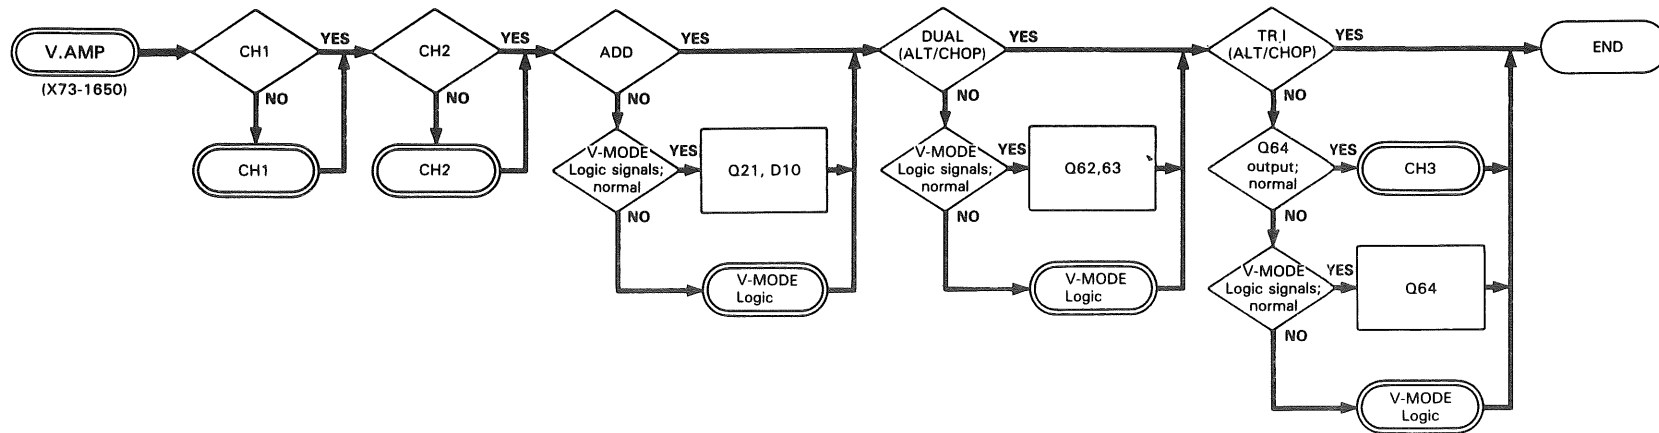 V.AMP
(X73-1650)
CH1
YES
NO
CH1
CH2
YES
NO
CH2
ADD
YES
NO
V-MODE
Logic signals;
normal
YES
Q21, D10
NO
V-MODE
Logic
DUAL
(ALT/CHOP)
YES
NO
V-MODE
Logic signals;
normal
YES
Q62,63
NO
V-MODE
Logic
TR.I
(ALT/CHOP)
YES
NO
Q64
output;
normal
YES
CH3
NO
V-MODE
Logic signals;
normal
YES
Q64
NO
V-MODE
Logic
END